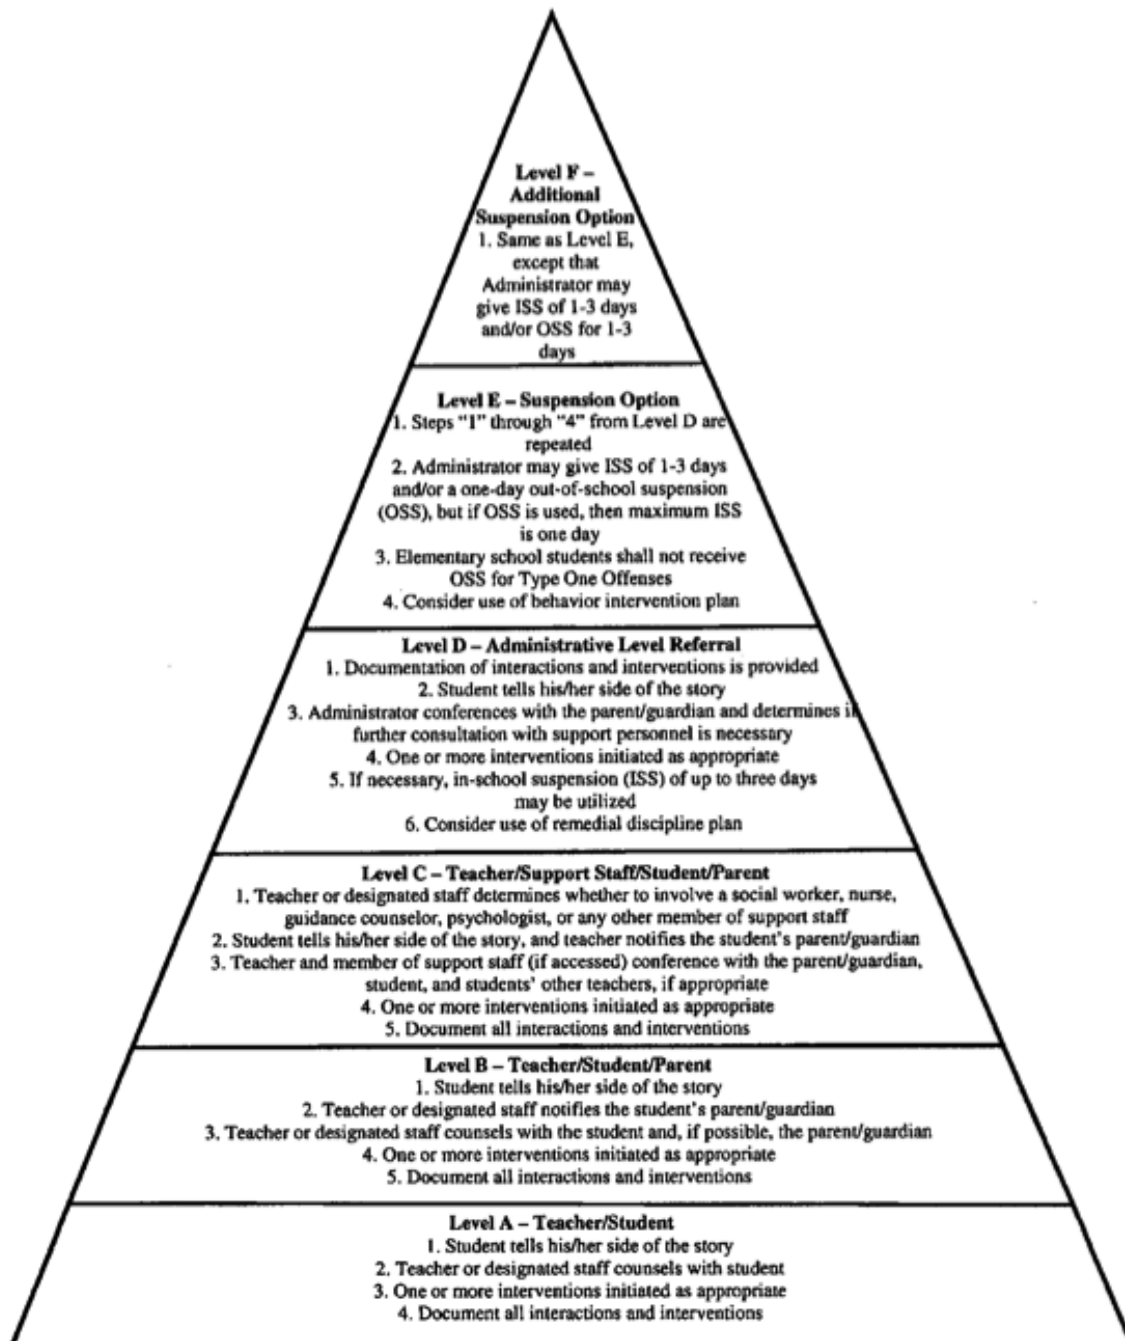 Level F –
Additional
Suspension Option
1. Same as Level E,
except that
Administrator may
give ISS of 1-3 days
and/or OSS for 1-3
days
Level E – Suspension Option
1. Steps "1" through "4" from Level D are
repeated
2. Administrator may give ISS of 1-3 days
and/or a one-day out-of-school suspension
(OSS), but if OSS is used, then maximum ISS
is one day
3. Elementary school students shall not receive
OSS for Type One Offenses
4. Consider use of behavior intervention plan
Level D – Administrative Level Referral
1. Documentation of interactions and interventions is provided
2. Student tells his/her side of the story
3. Administrator conferences with the parent/guardian and determines if
further consultation with support personnel is necessary
4. One or more interventions initiated as appropriate
5. If necessary, in-school suspension (ISS) of up to three days
may be utilized
6. Consider use of remedial discipline plan
Level C – Teacher/Support Staff/Student/Parent
1. Teacher or designated staff determines whether to involve a social worker, nurse,
guidance counselor, psychologist, or any other member of support staff
2. Student tells his/her side of the story, and teacher notifies the student's parent/guardian
3. Teacher and member of support staff (if accessed) conference with the parent/guardian,
student, and students' other teachers, if appropriate
4. One or more interventions initiated as appropriate
5. Document all interactions and interventions
Level B – Teacher/Student/Parent
1. Student tells his/her side of the story
2. Teacher or designated staff notifies the student's parent/guardian
3. Teacher or designated staff counsels with the student and, if possible, the parent/guardian
4. One or more interventions initiated as appropriate
5. Document all interactions and interventions
Level A – Teacher/Student
1. Student tells his/her side of the story
2. Teacher or designated staff counsels with student
3. One or more interventions initiated as appropriate
4. Document all interactions and interventions